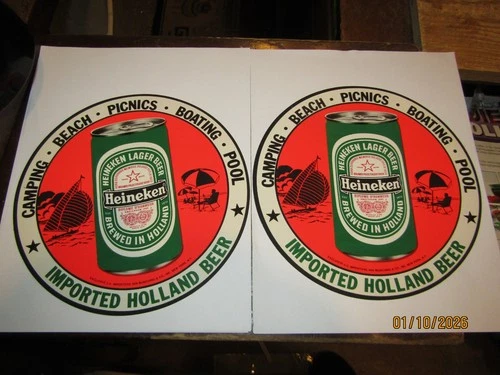 CAMPING · BEACH · PICNICS · BOATING · POOL
HEINEKEN LAGER BEER
Heineken
BREWED IN HOLLAND
IMPORTED HOLLAND BEER
CAMPING · BEACH · PICNICS · BOATING · POOL
HEINEKEN LAGER BEER
Heineken
BREWED IN HOLLAND
IMPORTED HOLLAND BEER
01/10/2026